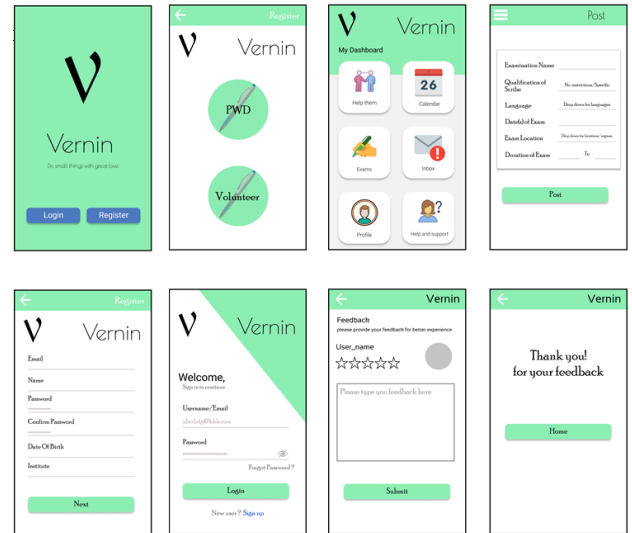 V
Vernin
Do small things with great love
Login
Register
Register
V
Vernin
PWD
Volunteer
V
Vernin
My Dashboard
Help them
26
Calendar
Exams
Inbox
Profile
Help and support
Post
Examination Name
Qualification of Scribe
No restrictions/Specific
Language
Drop down for languages
Date(s) of Exam
Exam Location
Drop down for locations/regions
Duration of Exam
To
Post
Register
V
Vernin
Email
Name
Password
Confirm Password
Date Of Birth
Institute
Next
V
Vernin
Welcome,
Sign in to continue
Username/Email
Password
Forgot Password?
Login
New user? Sign up
Vernin
Feedback
please provide your feedback for better experience
User_name
Please type you feedback here
Submit
Vernin
Thank you!
for your feedback
Home